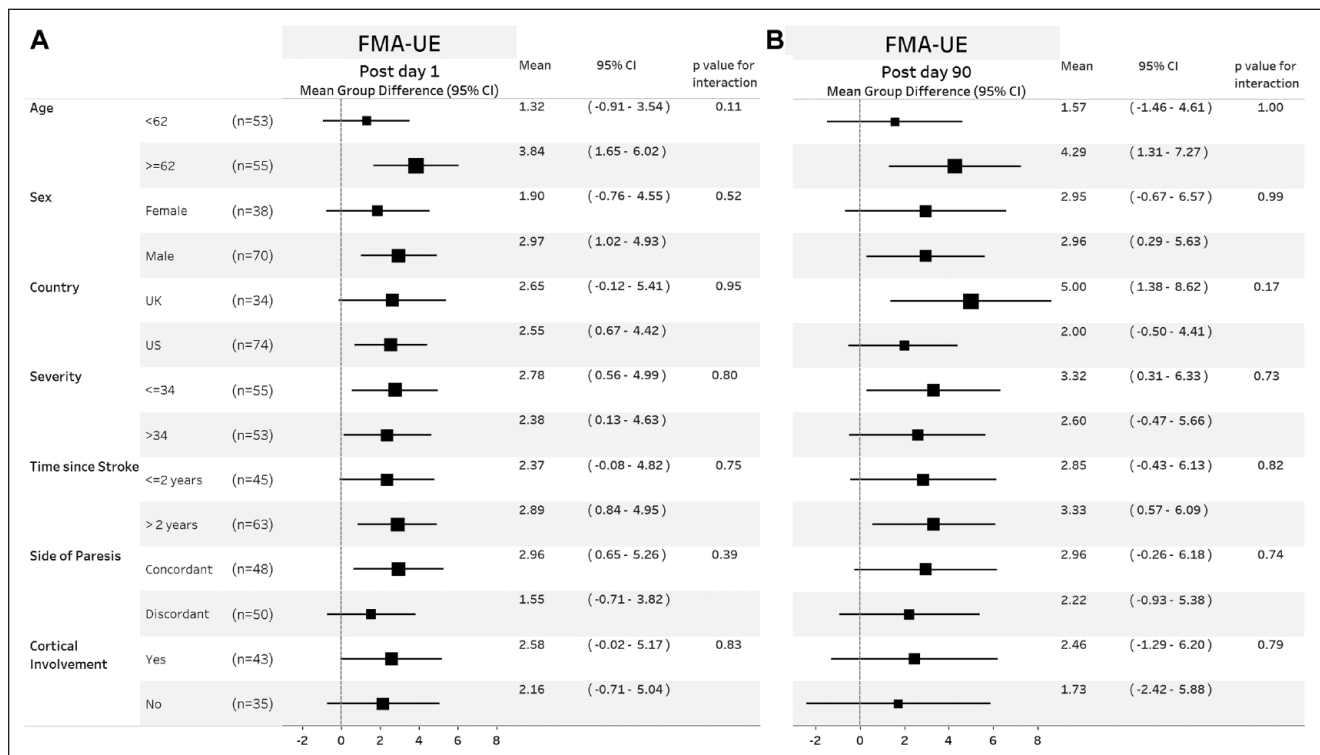 A
B
FMA-UE
Post day 1
Mean Group Difference (95% CI)
Mean 95% CI p value for interaction
FMA-UE
Post day 90
Mean Group Difference (95% CI)
Mean 95% CI p value for interaction
Age
<62 (n=53) 1.32 (-0.91 - 3.54) 0.11 1.57 (-1.46 - 4.61) 1.00
>=62 (n=55) 3.84 (1.65 - 6.02) 4.29 (1.31 - 7.27)
Sex
Female (n=38) 1.90 (-0.76 - 4.55) 0.52 2.95 (-0.67 - 6.57) 0.99
Male (n=70) 2.97 (1.02 - 4.93) 2.96 (0.29 - 5.63)
Country
UK (n=34) 2.65 (-0.12 - 5.41) 0.95 5.00 (1.38 - 8.62) 0.17
US (n=74) 2.55 (0.67 - 4.42) 2.00 (-0.50 - 4.41)
Severity
<=34 (n=55) 2.78 (0.56 - 4.99) 0.80 3.32 (0.31 - 6.33) 0.73
>34 (n=53) 2.38 (0.13 - 4.63) 2.60 (-0.47 - 5.66)
Time since Stroke
<=2 years (n=45) 2.37 (-0.08 - 4.82) 0.75 2.85 (-0.43 - 6.13) 0.82
> 2 years (n=63) 2.89 (0.84 - 4.95) 3.33 (0.57 - 6.09)
Side of Paresis
Concordant (n=48) 2.96 (0.65 - 5.26) 0.39 2.96 (-0.26 - 6.18) 0.74
Discordant (n=50) 1.55 (-0.71 - 3.82) 2.22 (-0.93 - 5.38)
Cortical
Involvement
Yes (n=43) 2.58 (-0.02 - 5.17) 0.83 2.46 (-1.29 - 6.20) 0.79
No (n=35) 2.16 (-0.71 - 5.04) 1.73 (-2.42 - 5.88)
-2 0 2 4 6 8 -2 0 2 4 6 8